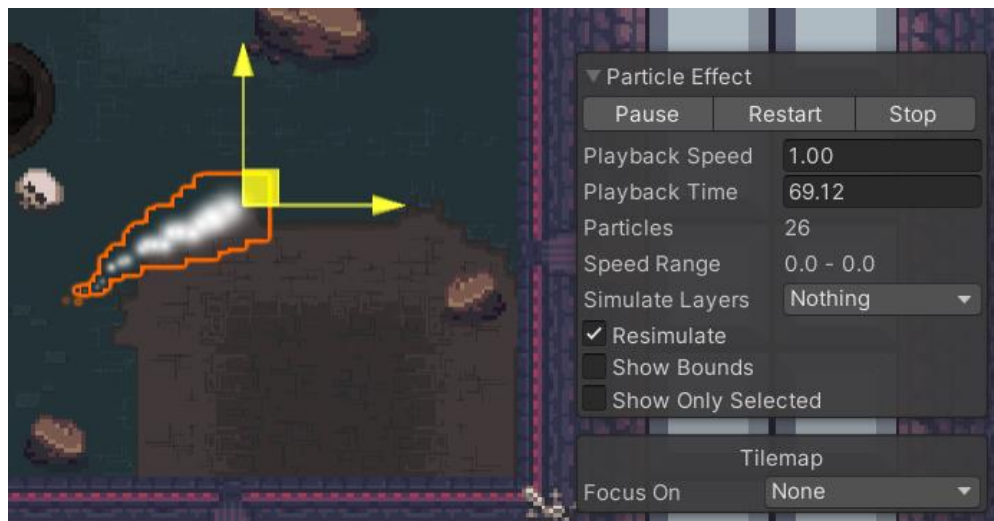 Particle Effect
Pause Restart Stop
Playback Speed 1.00
Playback Time 69.12
Particles 26
Speed Range 0.0 - 0.0
Simulate Layers Nothing
Resimulate
Show Bounds
Show Only Selected
Tilemap
Focus On None